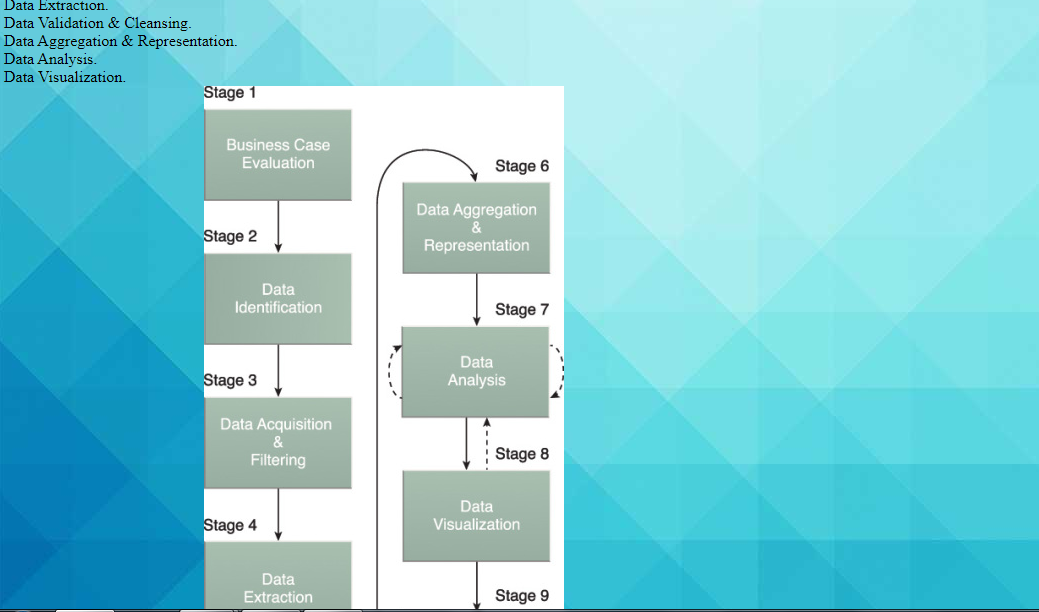 Data Extraction.
Data Validation & Cleansing.
Data Aggregation & Representation.
Data Analysis.
Data Visualization.
Stage 1
Business Case
Evaluation
Stage 2
Data
Identification
Stage 3
Data Acquisition
&
Filtering
Stage 4
Data
Extraction
Stage 6
Data Aggregation
&
Representation
Stage 7
Data
Analysis
Stage 8
Data
Visualization
Stage 9